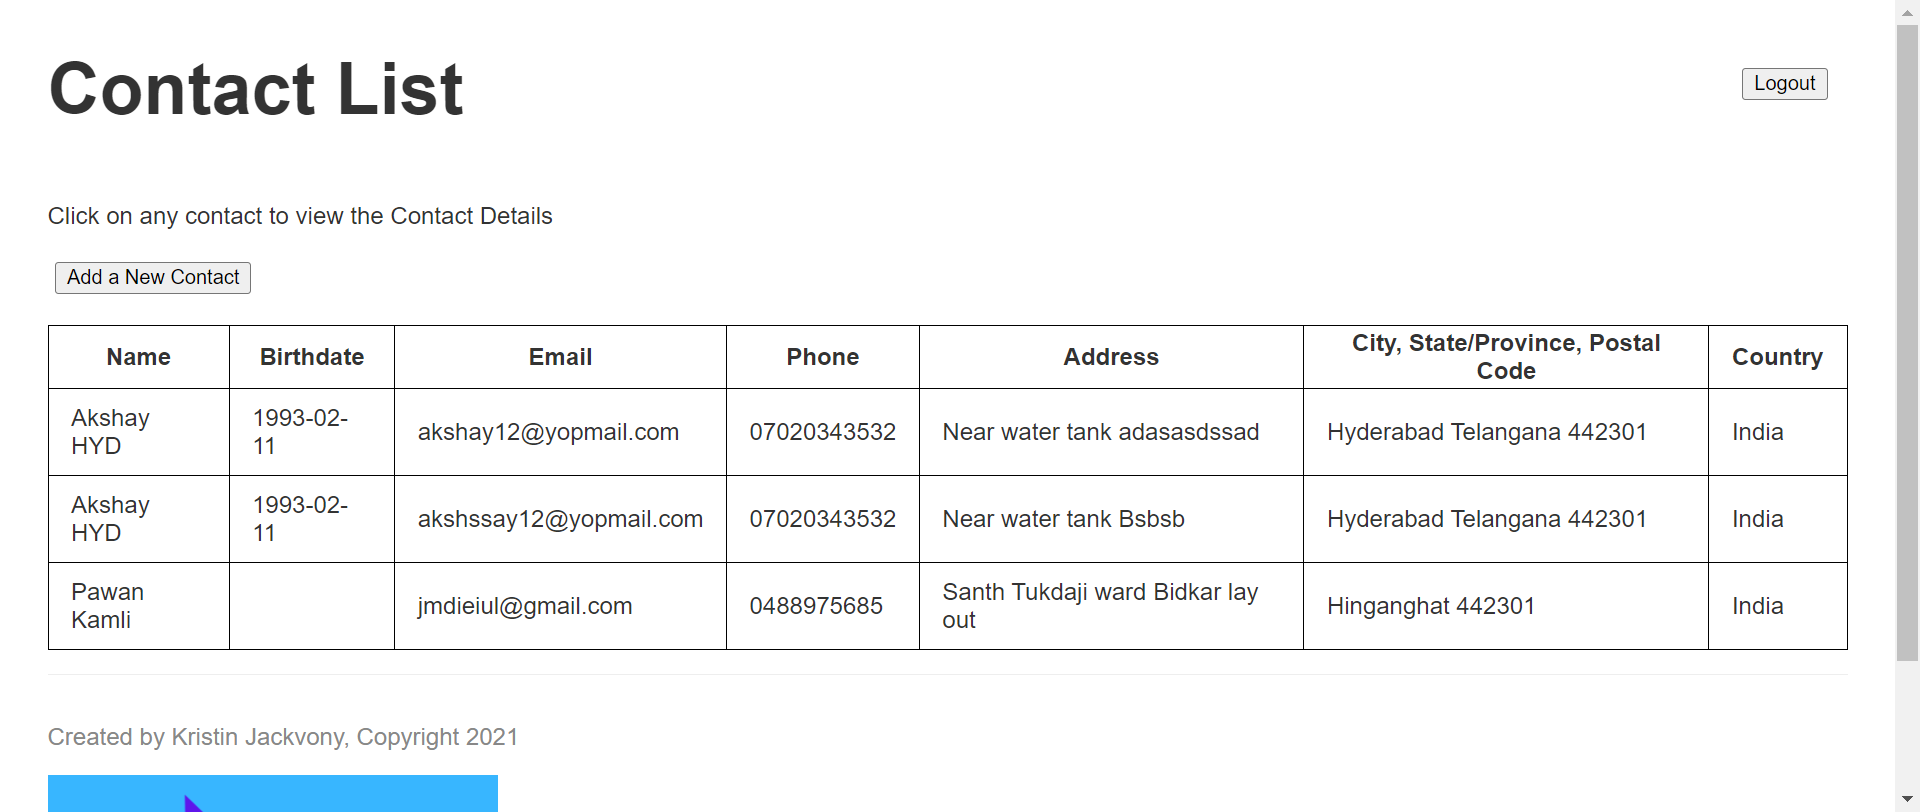 Contact List
Logout
Click on any contact to view the Contact Details
Add a New Contact
Name Birthdate Email Phone Address City, State/Province, Postal Code Country
Akshay HYD 1993-02-11 akshay12@yopmail.com 07020343532 Near water tank adasasdssad Hyderabad Telangana 442301 India
Akshay HYD 1993-02-11 akshssay12@yopmail.com 07020343532 Near water tank Bsbsb Hyderabad Telangana 442301 India
Pawan Kamli jmdieiul@gmail.com 0488975685 Santh Tukdaji ward Bidkar lay out Hinganghat 442301 India
Created by Kristin Jackvony, Copyright 2021